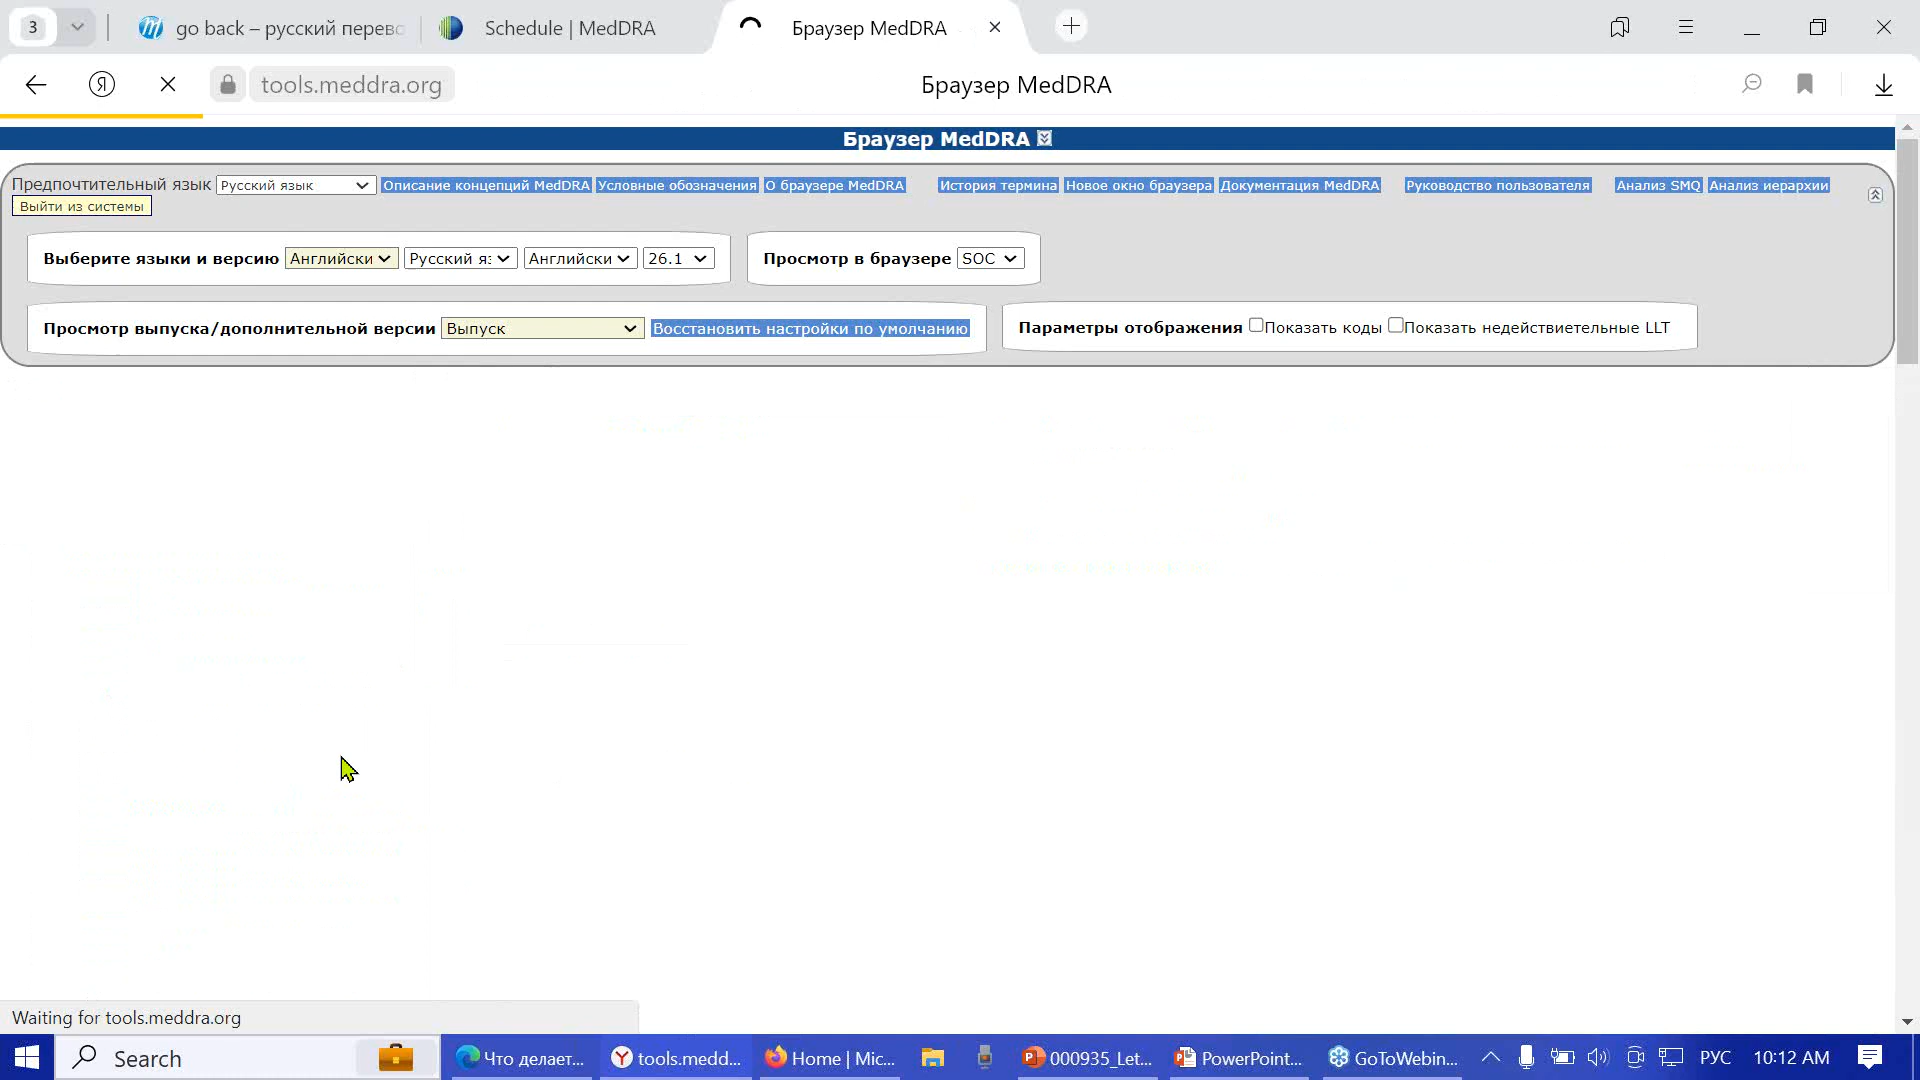 3
go back – русский перево
Schedule | MedDRA
Браузер MedDRA
tools.meddra.org
Браузер MedDRA
Браузер MedDRA
Предпочтительный язык Русский язык Описание концепций MedDRA Условные обозначения О браузере MedDRA История термина Новое окно браузера Документация MedDRA Руководство пользователя Анализ SMQ Анализ иерархии
Выйти из системы
Выберите языки и версию Английски Русский я: Английски 26.1
Просмотр в браузере SOC
Просмотр выпуска/дополнительной версии Выпуск Восстановить настройки по умолчанию
Параметры отображения Показать коды Показать недействиетельные LLT
Waiting for tools.meddra.org
Search
Что делает...
tools.medd...
Home | Mic...
000935_Let...
PowerPoint...
GoToWebin...
РУС
10:12 AM